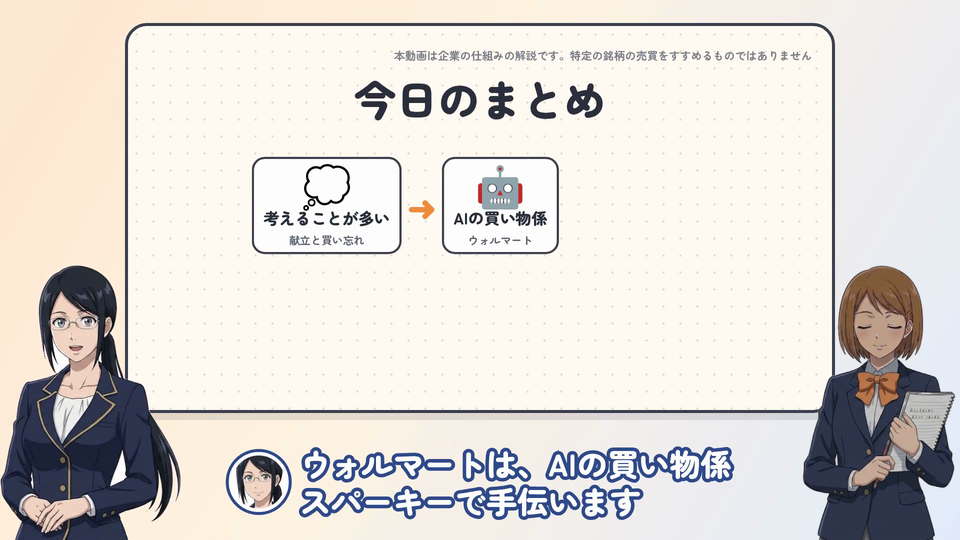 本動画は企業の仕組みの解説です。特定の銘柄の売買をすすめるものではありません
今日のまとめ
考えることが多い
献立と買い忘れ
AIの買い物係
ウォルマート
ウォルマートは、AIの買い物係
スパーキーで手伝います